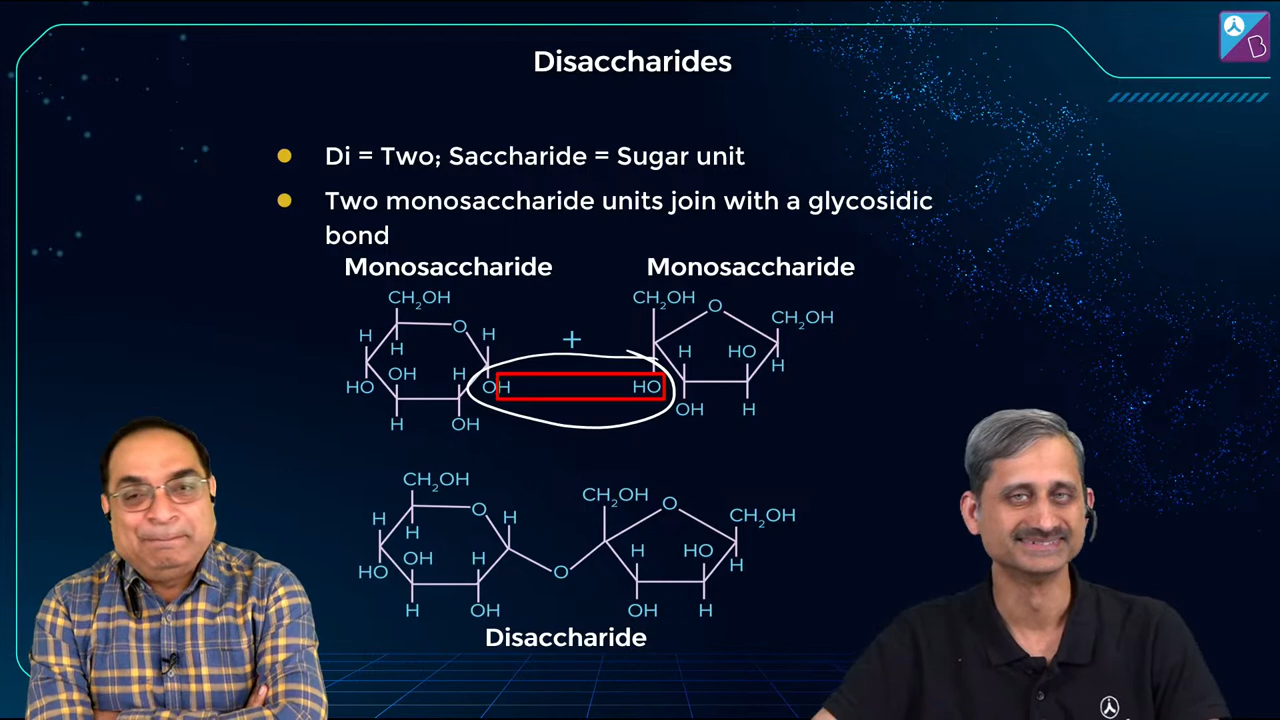 Disaccharides
B
Di = Two; Saccharide = Sugar unit
Two monosaccharide units join with a glycosidic
bond
Monosaccharide Monosaccharide
CH₂OH CH₂OH O CH₂OH
O + 
H H H HO
H H
OH H
HO OH HO
OH H
H OH
CH₂OH CH₂OH O CH₂OH
O
H H
H H HO
OH H H
HO O
H OH OH H
Disaccharide